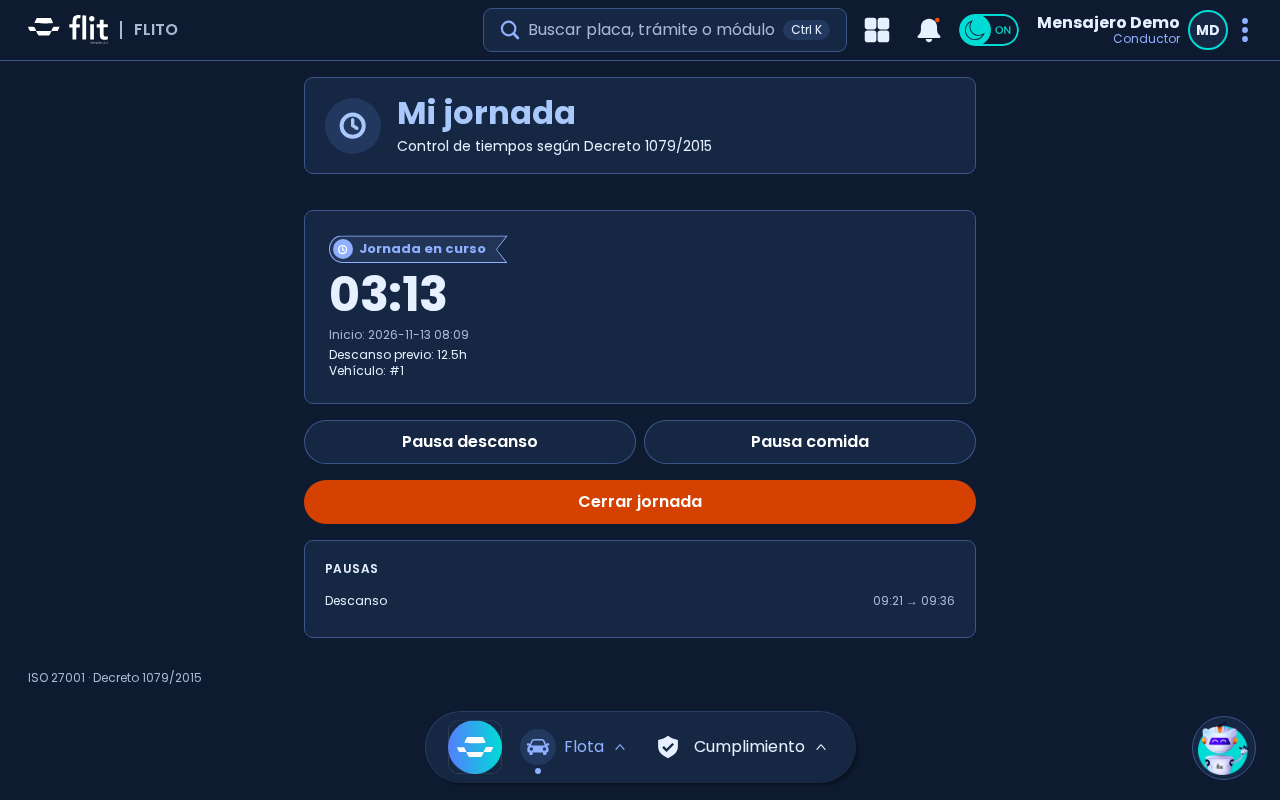 flit
FLITO
Buscar placa, trámite o módulo
Ctrl K
ON
Mensajero Demo
Conductor
MD
Mi jornada
Control de tiempos según Decreto 1079/2015
Jornada en curso
03:13
Inicio: 2026-11-13 08:09
Descanso previo: 12.5h
Vehículo: #1
Pausa descanso
Pausa comida
Cerrar jornada
PAUSAS
Descanso
09:21 → 09:36
ISO 27001 · Decreto 1079/2015
Flota
Cumplimiento